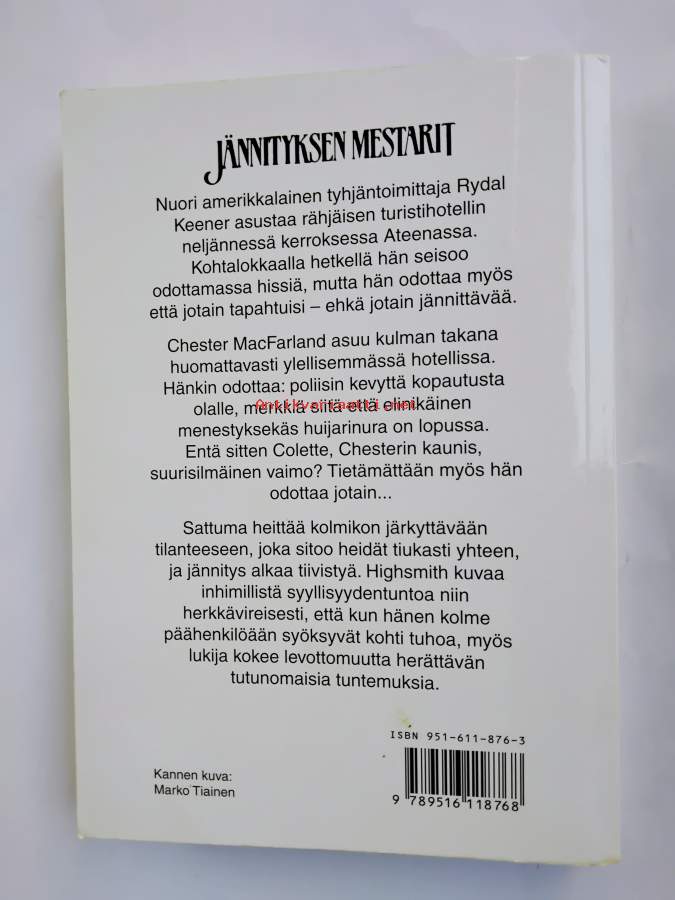 JÄNNITYKSEN MESTARIT
Nuori amerikkalainen tyhjäntoimittaja Rydal
Keener asustaa rähjäisen turistihotellin
neljännessä kerroksessa Ateenassa.
Kohtalokkaalla hetkellä hän seisoo
odottamassa hissiä, mutta hän odottaa myös
että jotain tapahtuisi – ehkä jotain jännittävää.
Chester MacFarland asuu kulman takana
huomattavasti ylellisemmässä hotellissa.
Hänkin odottaa: poliisin kevyttä kopautusta
olalle, merkkiä siitä että elinikäinen
Antikvariaatti.net
menestyksekäs huijarinura on lopussa.
Entä sitten Colette, Chesterin kaunis,
suurisilmäinen vaimo? Tietämättään myös hän
odottaa jotain...
Sattuma heittää kolmikon järkyttävään
tilanteeseen, joka sitoo heidät tiukasti yhteen,
ja jännitys alkaa tiivistyä. Highsmith kuvaa
inhimillistä syyllisyydentuntoa niin
herkkävireisesti, että kun hänen kolme
päähenkilöään syöksyvät kohti tuhoa, myös
lukija kokee levottomuutta herättävän
tutunomaisia tuntemuksia.
ISBN 951-611-876-3
9 789516 118768
Kannen kuva:
Marko Tiainen